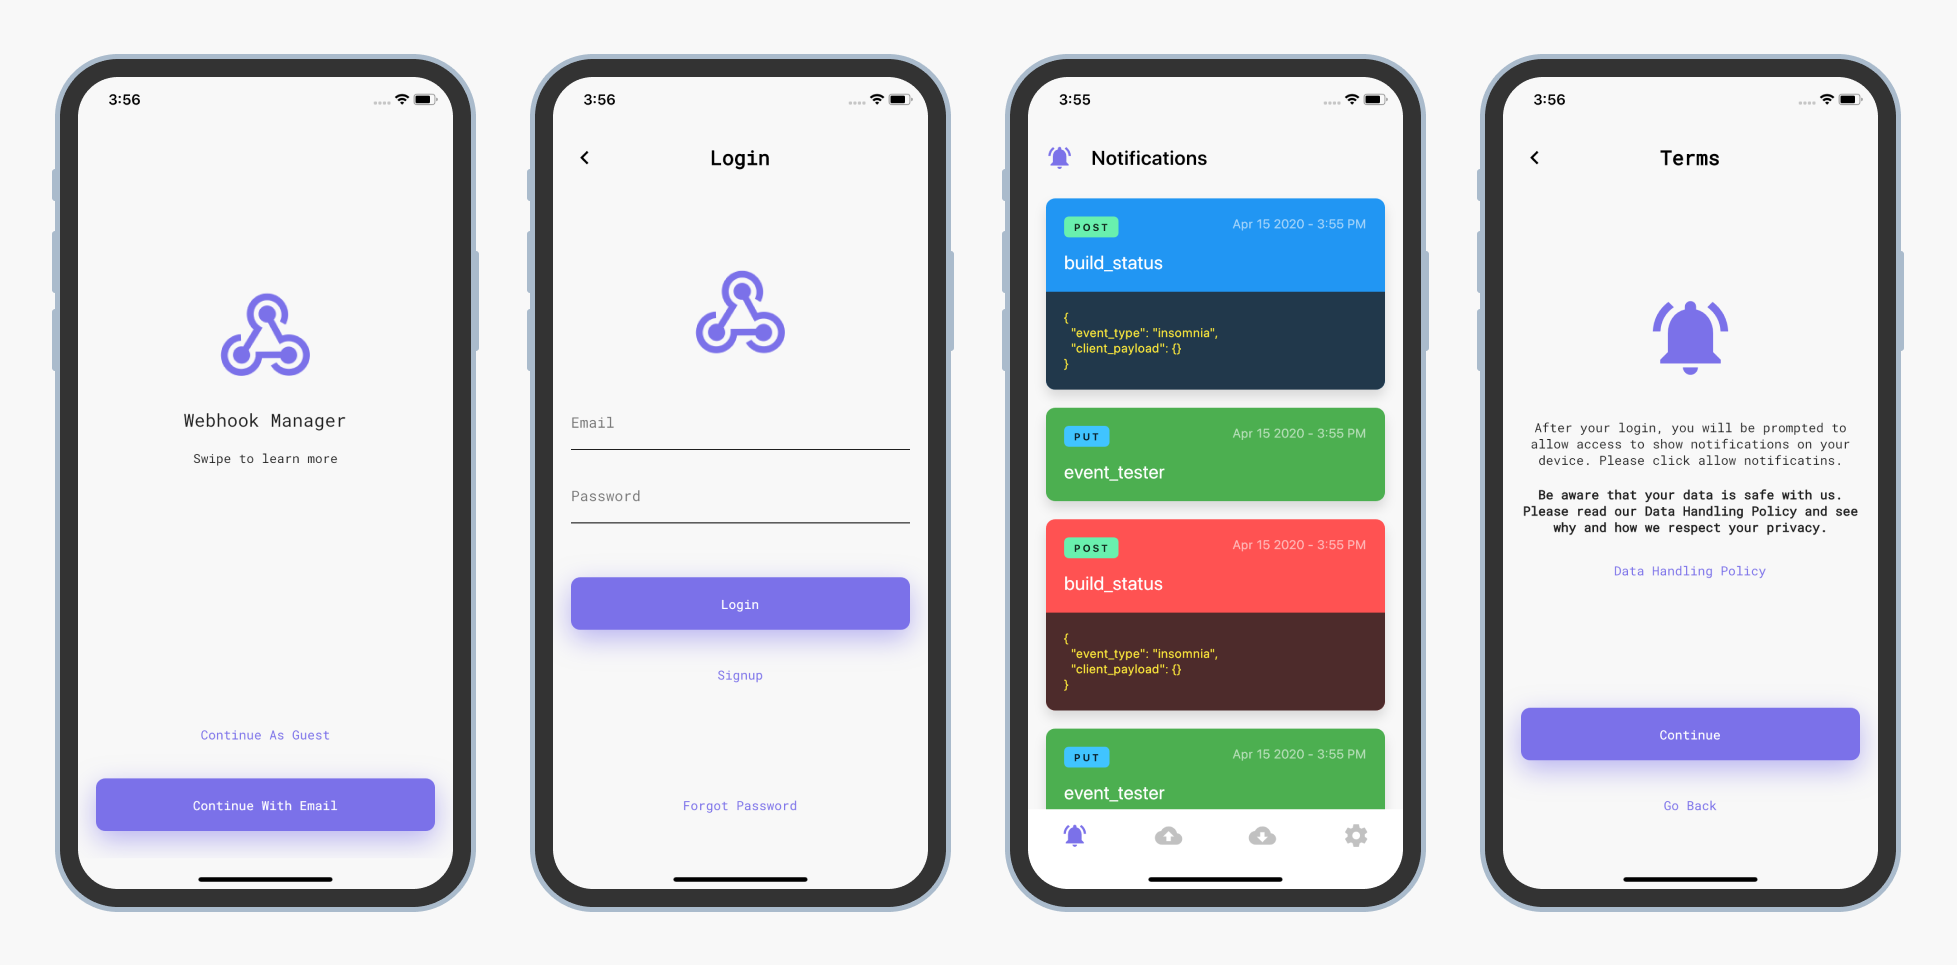 3:56
Webhook Manager
Swipe to learn more
Continue As Guest
Continue With Email
3:56
Login
Email
Password
Login
Signup
Forgot Password
3:55
Notifications
POST
Apr 15 2020 - 3:55 PM
build_status
{
"event_type": "insomnia",
"client_payload": {}
}
PUT
Apr 15 2020 - 3:55 PM
event_tester
POST
Apr 15 2020 - 3:55 PM
build_status
{
"event_type": "insomnia",
"client_payload": {}
}
PUT
Apr 15 2020 - 3:55 PM
event_tester
3:56
Terms
After your login, you will be prompted to
allow access to show notifications on your
device. Please click allow notificatins.
Be aware that your data is safe with us.
Please read our Data Handling Policy and see
why and how we respect your privacy.
Data Handling Policy
Continue
Go Back